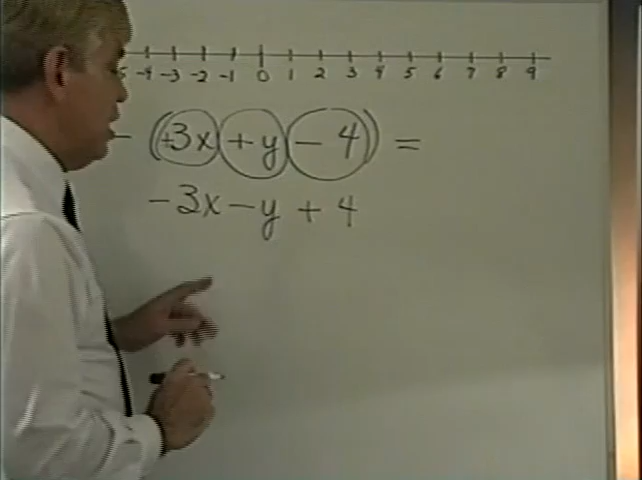 -5 -4 -3 -2 -1 0 1 2 3 4 5 6 7 8 9
- (+3x + y - 4) =
-3x - y + 4